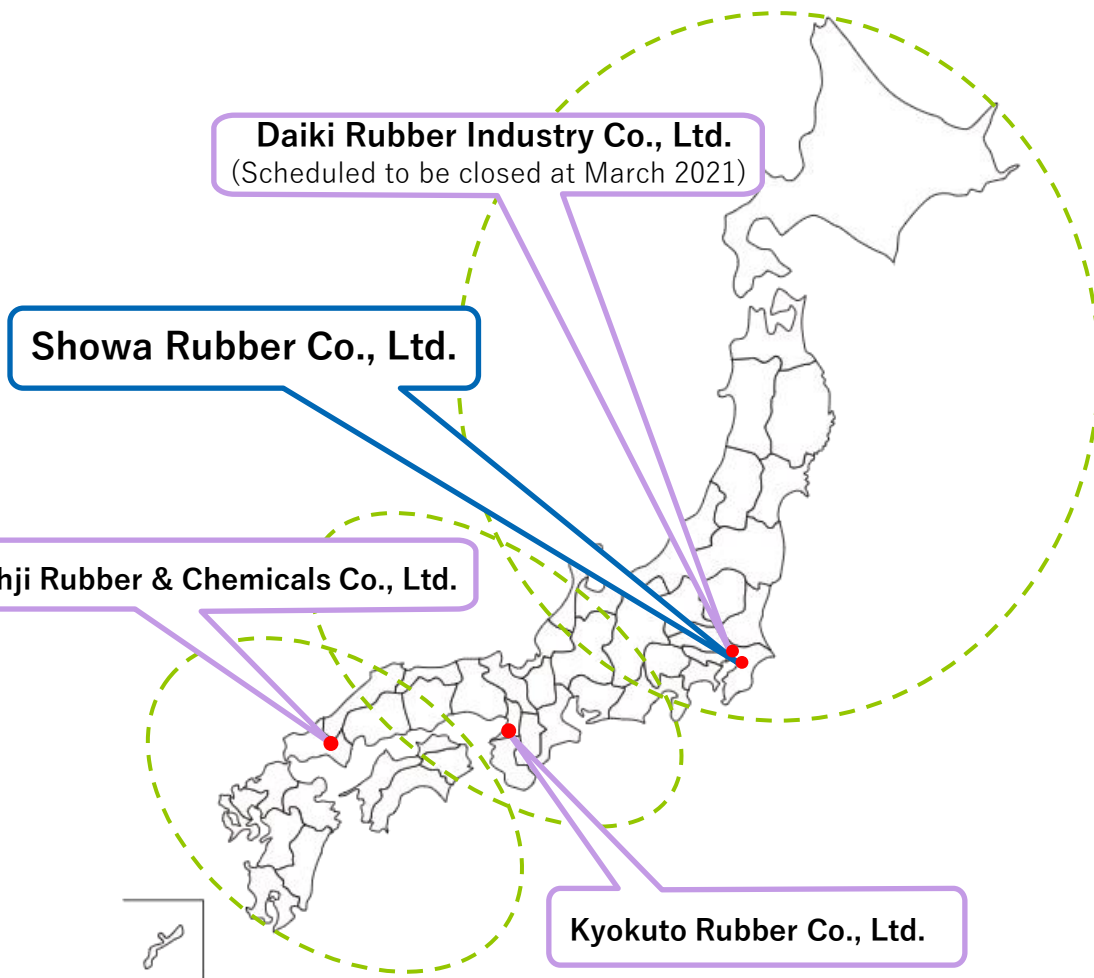 Daiki Rubber Industry Co., Ltd.
(Scheduled to be closed at March 2021)
Showa Rubber Co., Ltd.
Rubber & Chemicals Co., Ltd.
Kyokuto Rubber Co., Ltd.